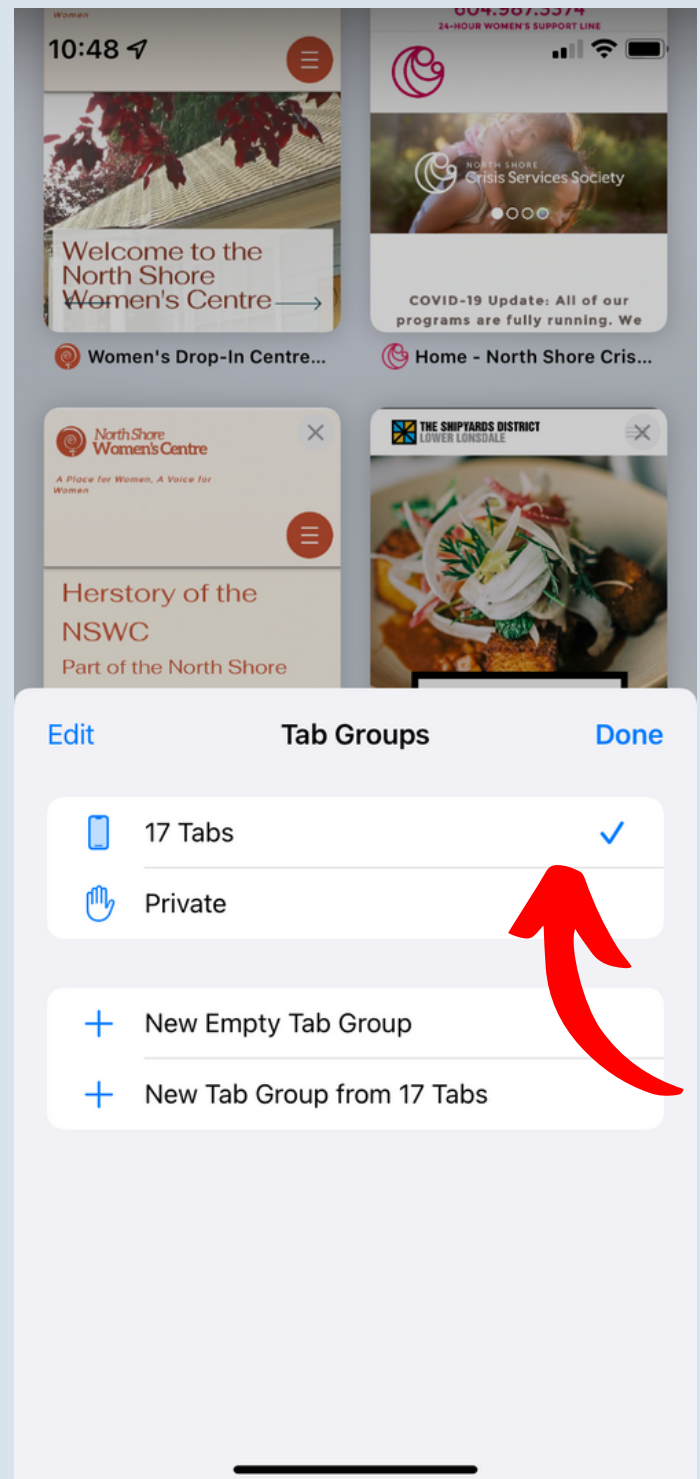 Women
604.987.3374
24-HOUR WOMEN'S SUPPORT LINE
10:48
NORTH SHORE
Crisis Services Society
Welcome to the
North Shore
Women's Centre
COVID-19 Update: All of our
programs are fully running. We
Women's Drop-In Centre...
Home - North Shore Cris...
North Shore
Women's Centre
A Place for Women, A Voice for
Women
THE SHIPYARDS DISTRICT
LOWER LONSDALE
Herstory of the
NSWC
Part of the North Shore
Edit
Tab Groups
Done
17 Tabs
Private
New Empty Tab Group
New Tab Group from 17 Tabs